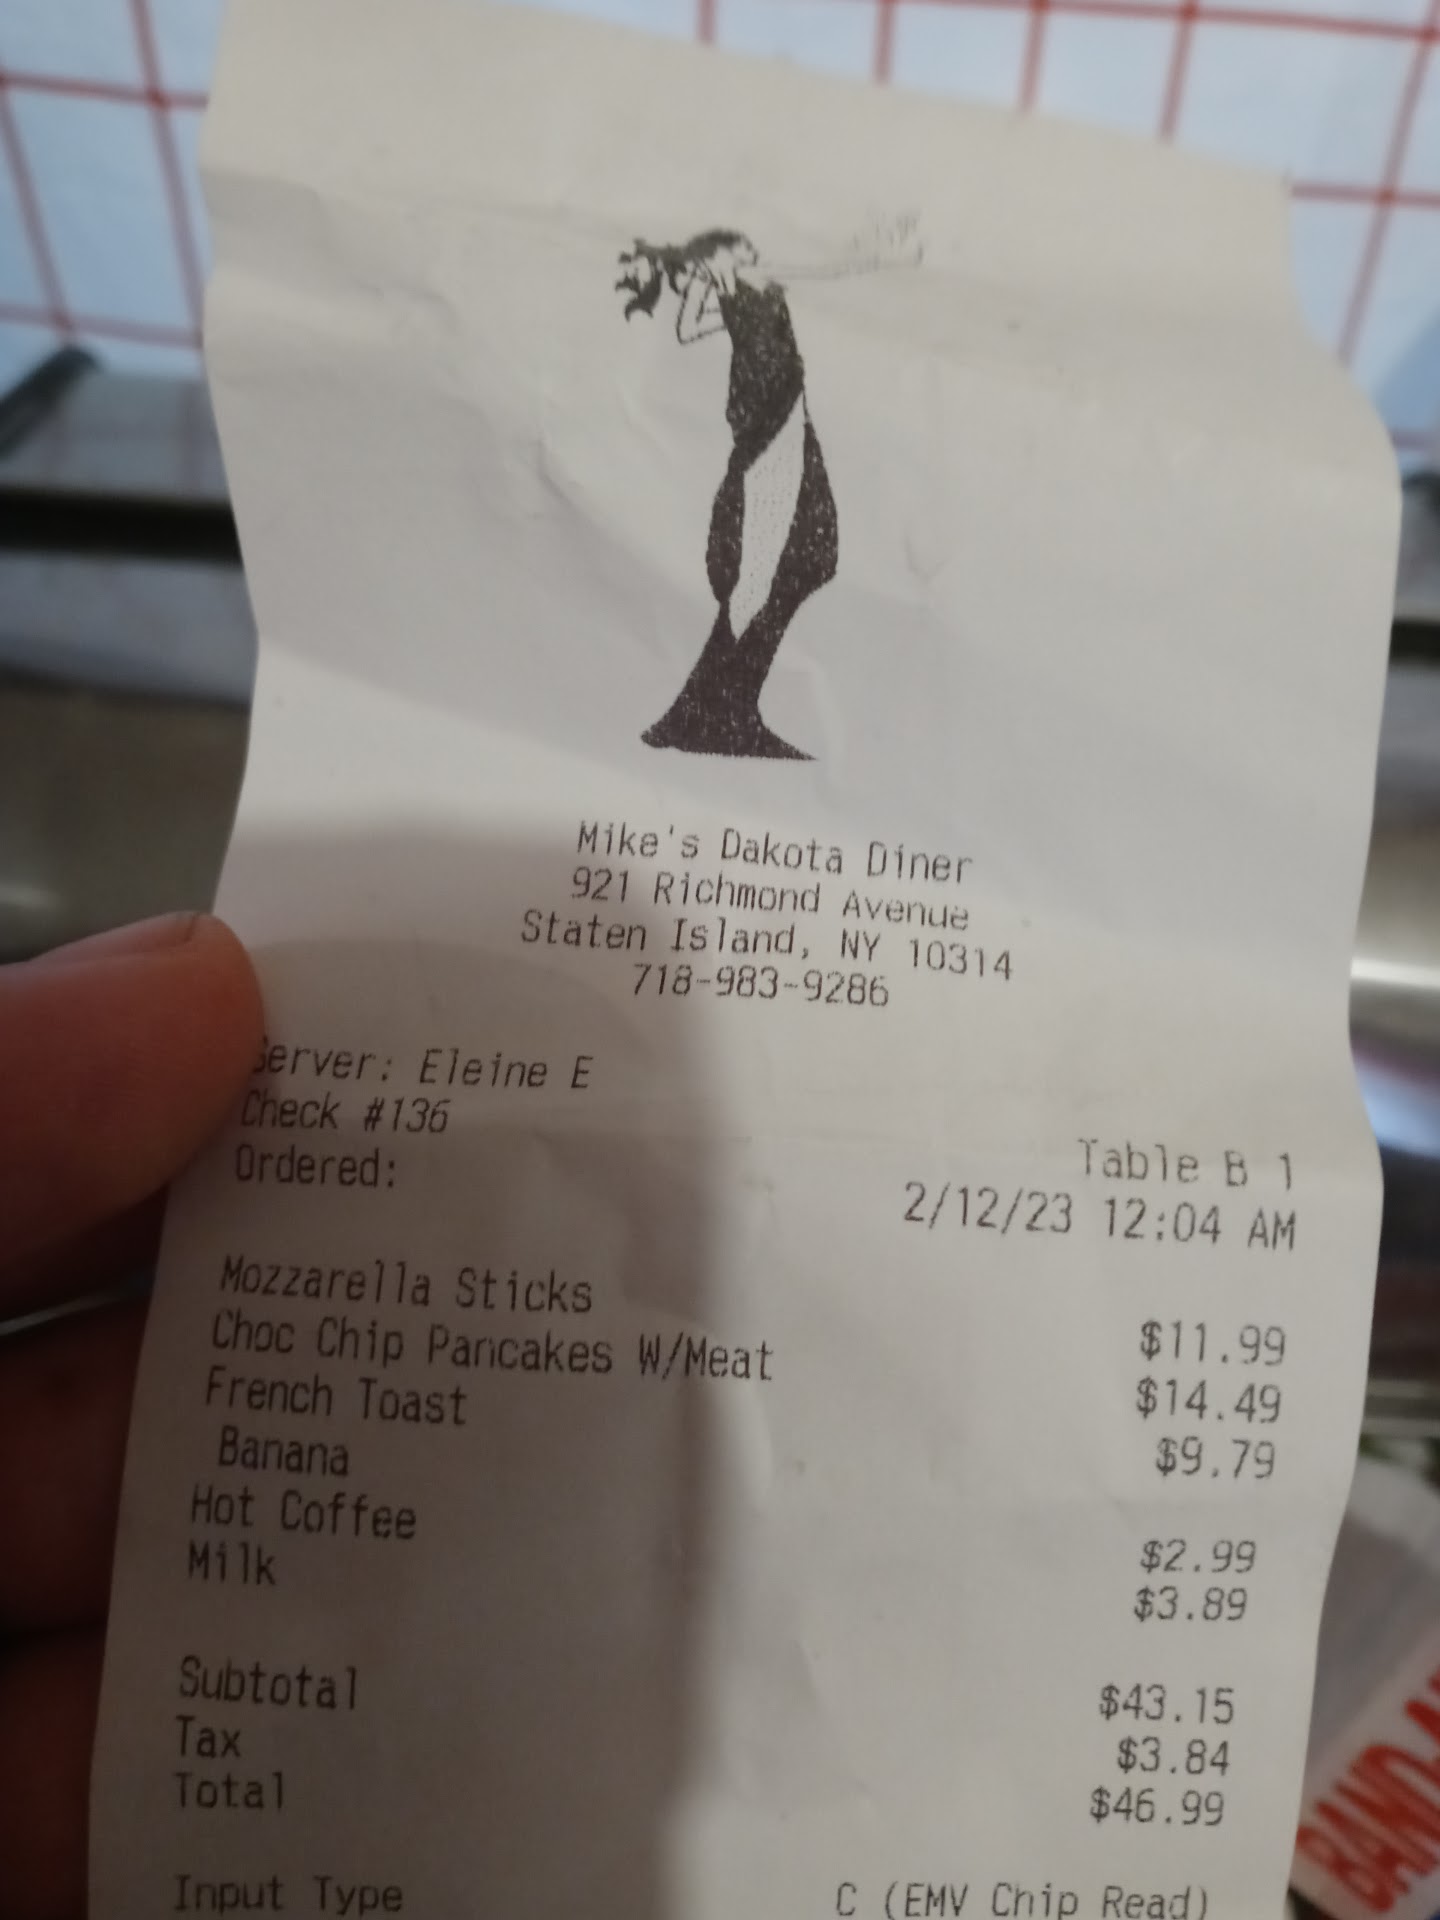 Mike's Dakota Diner
921 Richmond Avenue
Staten Island, NY 10314
718-983-9286
Server: Eleine E
Check #136 Table B 1
Ordered: 2/12/23 12:04 AM
Mozzarella Sticks $11.99
Choc Chip Pancakes W/Meat $14.49
French Toast $9.79
Banana
Hot Coffee $2.99
Milk $3.89
Subtotal $43.15
Tax $3.84
Total $46.99
Input Type C (EMV Chip Read)